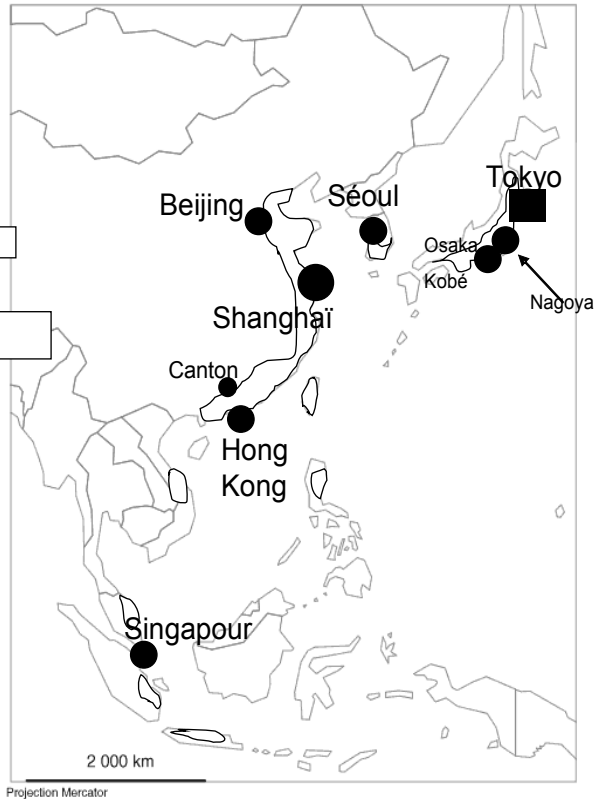 Tokyo
Séoul
Beijing
Osaka
Kobé
Nagoya
Shanghaï
Canton
Hong
Kong
Singapour
2 000 km
Projection Mercator